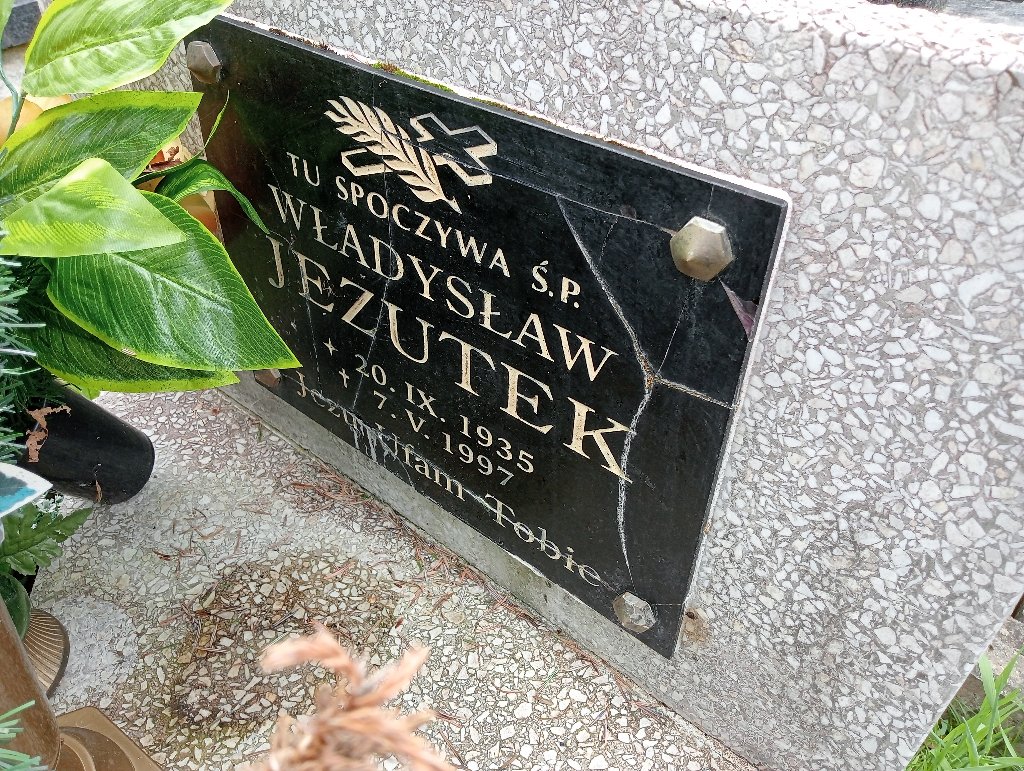 TU SPOCZYWA Ś.P.
WŁADYSŁAW
JEZUTEK
20. IX. 1935
† 7. V. 1997
Jezu Ufam Tobie